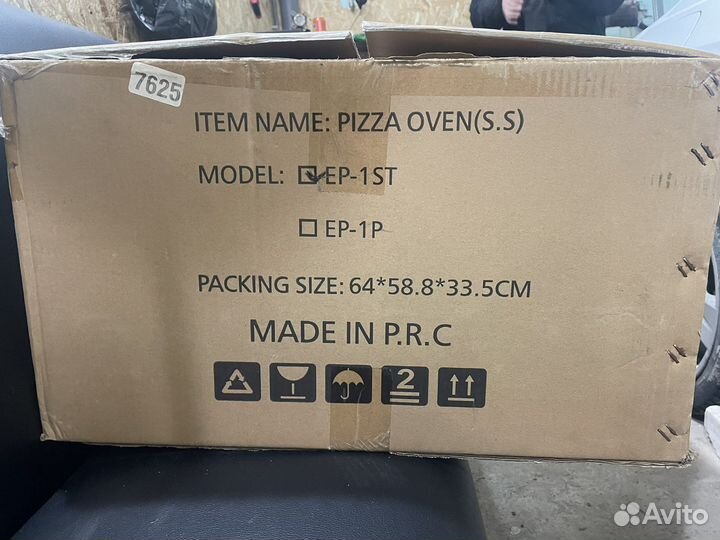 7625
ITEM NAME: PIZZA OVEN(S.S)
MODEL: ☑EP-1ST
☐EP-1P
PACKING SIZE: 64*58.8*33.5CM
MADE IN P.R.C
2
Avito